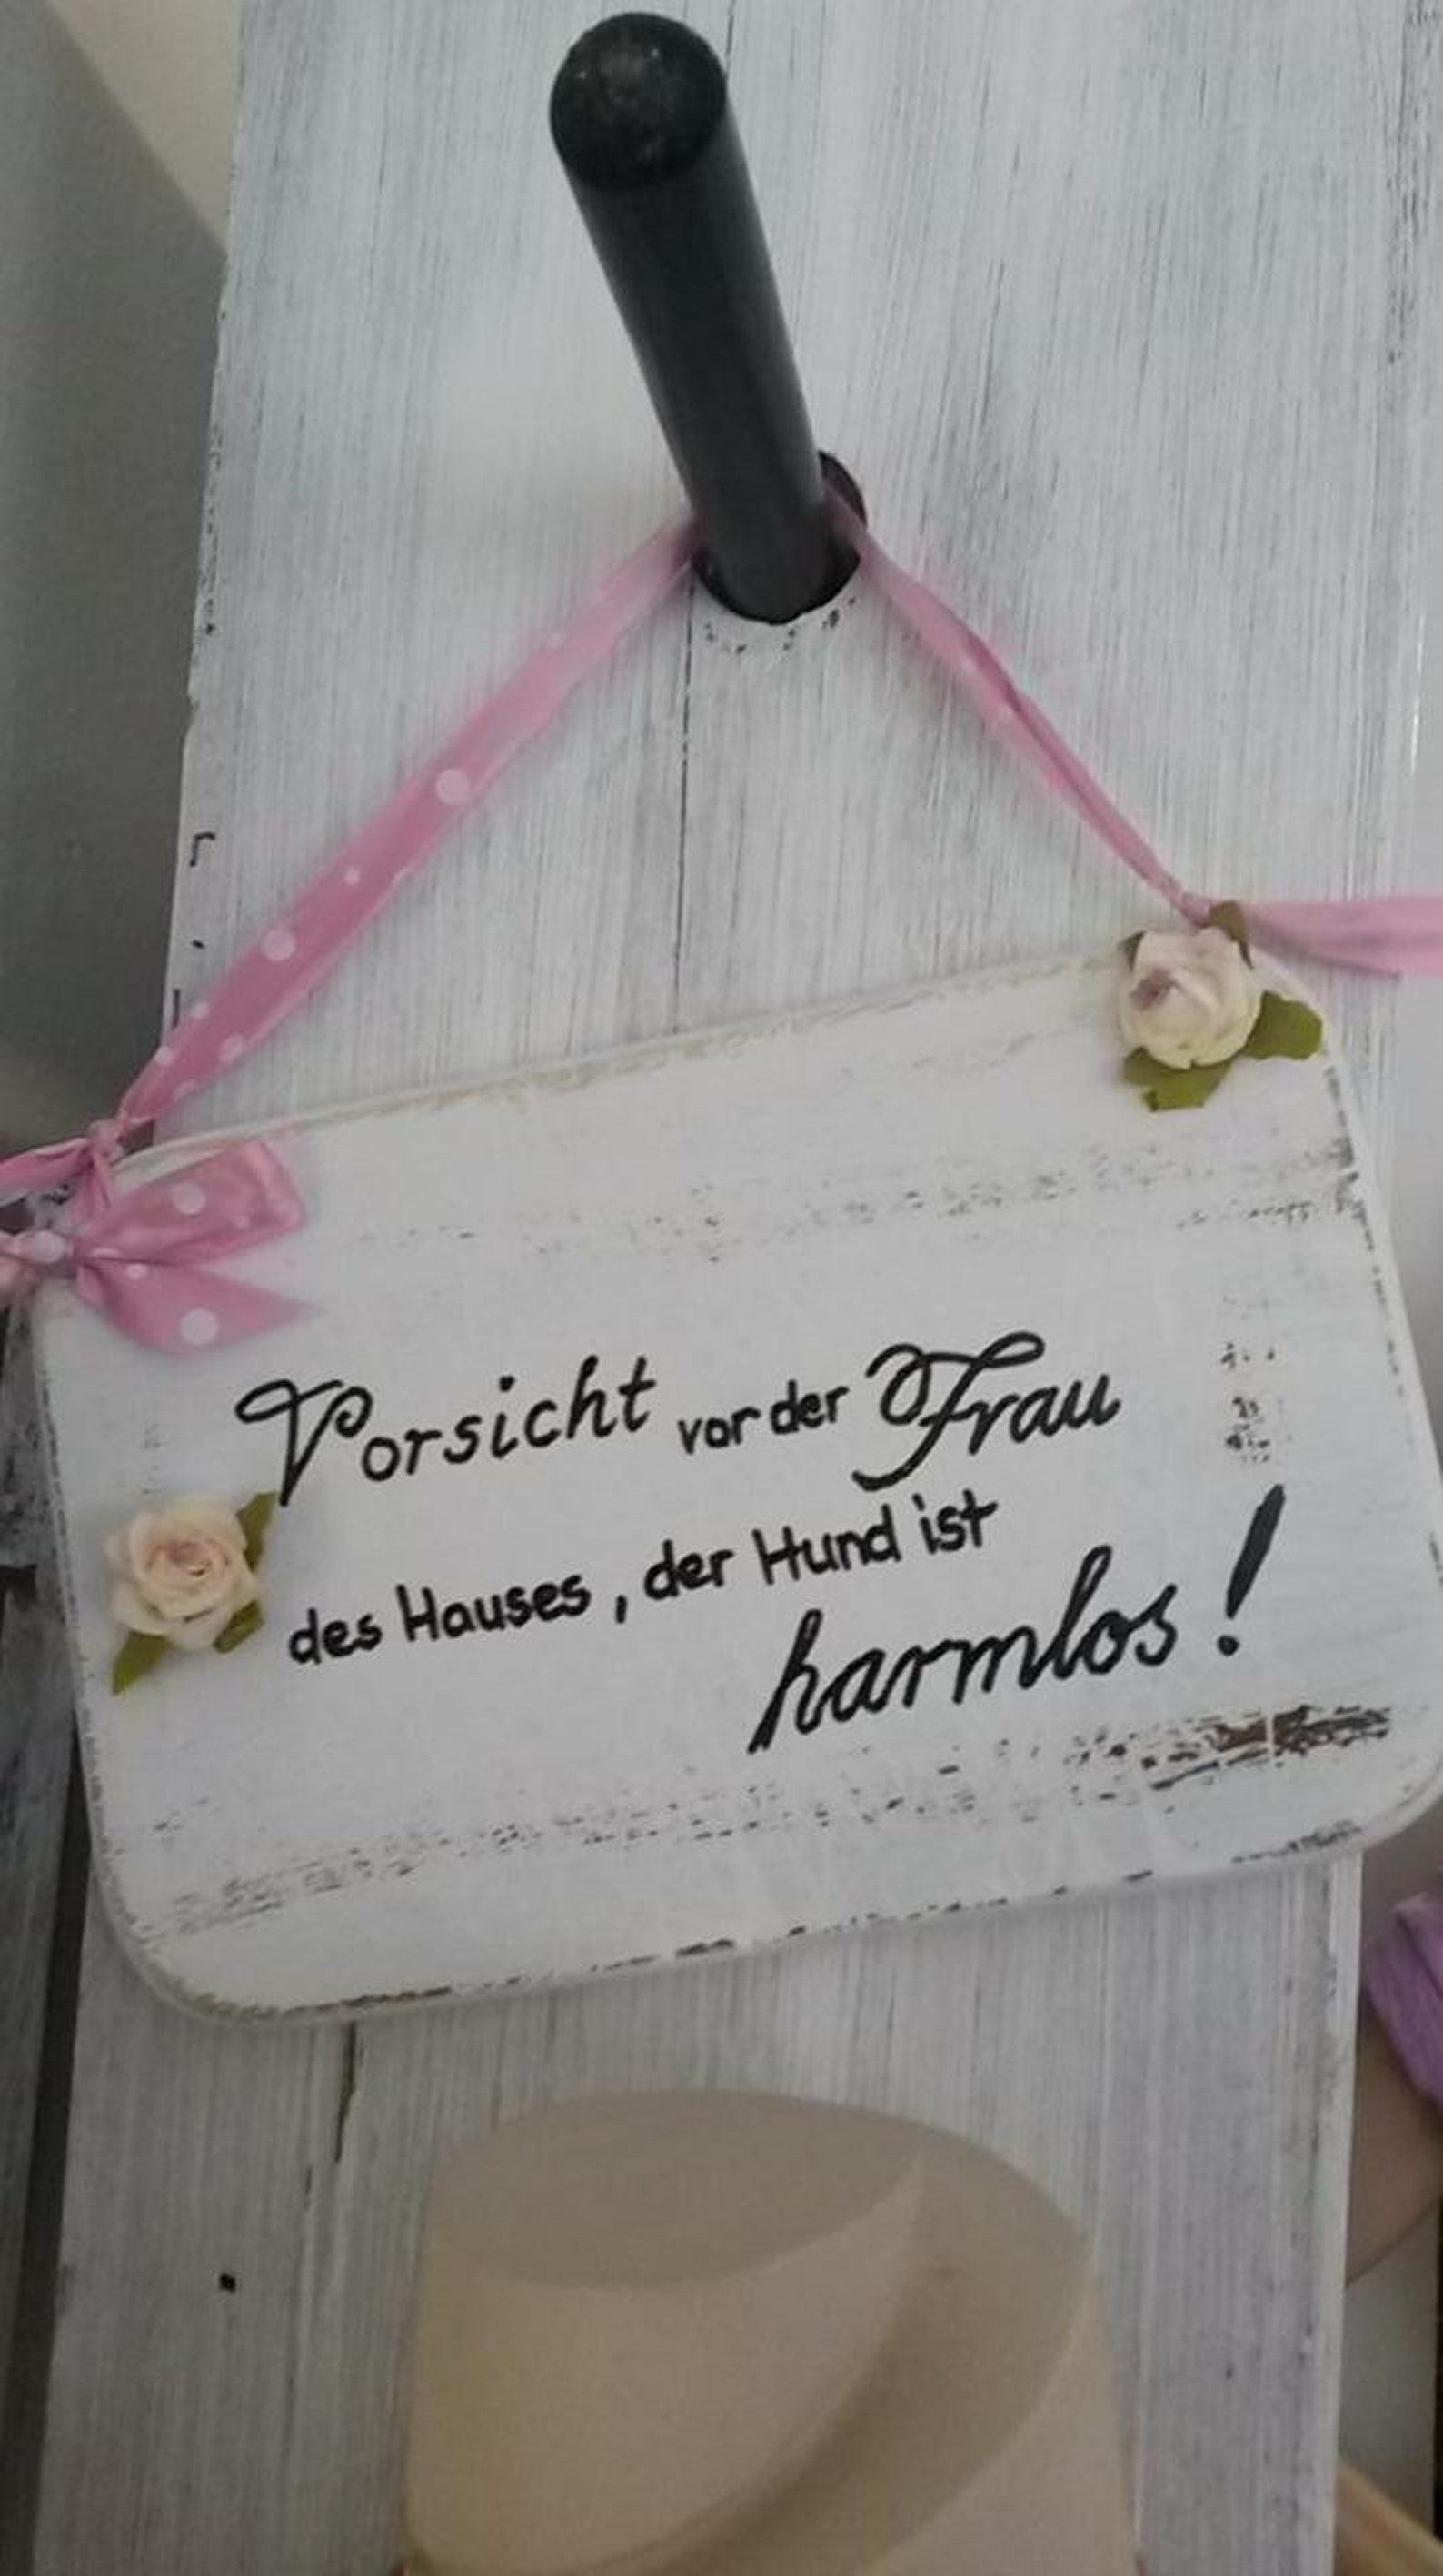 Vorsicht vor der Frau
des Hauses, der Hund ist
harmlos!